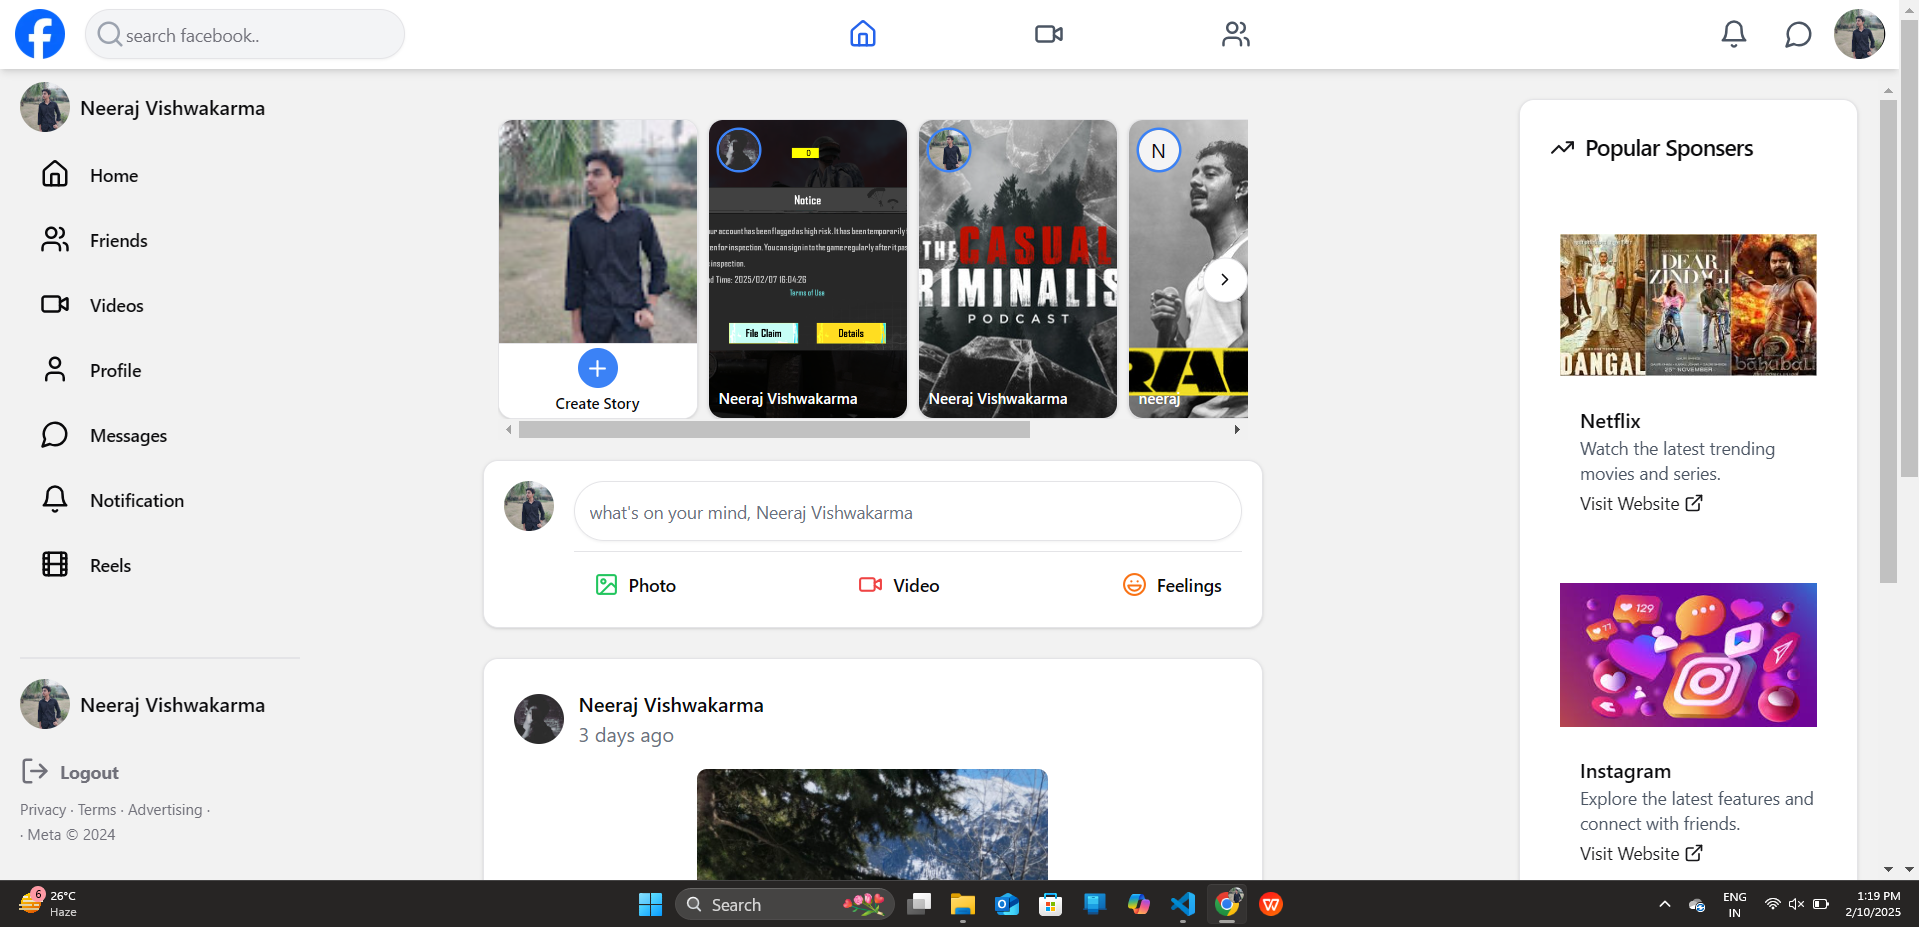 search facebook..
Neeraj Vishwakarma
Home
Friends
Videos
Profile
Messages
Notification
Reels
Neeraj Vishwakarma
Logout
Privacy · Terms · Advertising ·
· Meta © 2024
Create Story
D
Notice
ur account has been flagged as high risk. It has been temporarily
en for inspection. You can sign in to the game regularly after it pas
inspection.
d Time: 2025/02/07 16:04:26
Terms of Use
File Claim
Details
Neeraj Vishwakarma
THE CASUAL
RIMINALIS
PODCAST
Neeraj Vishwakarma
N
neeraj
what's on your mind, Neeraj Vishwakarma
Photo
Video
Feelings
Neeraj Vishwakarma
3 days ago
Popular Sponsers
DANGAL
DEAR
ZINDAGI
25TH NOVEMBER
bahubali
Netflix
Watch the latest trending
movies and series.
Visit Website
129
77
Instagram
Explore the latest features and
connect with friends.
Visit Website
6
26°C
Haze
Search
ENG
IN
1:19 PM
2/10/2025